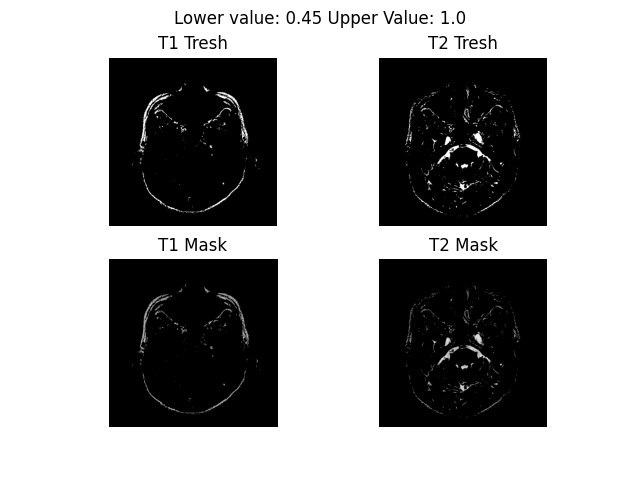 Lower value: 0.45 Upper Value: 1.0
T1 Tresh
T2 Tresh
T1 Mask
T2 Mask